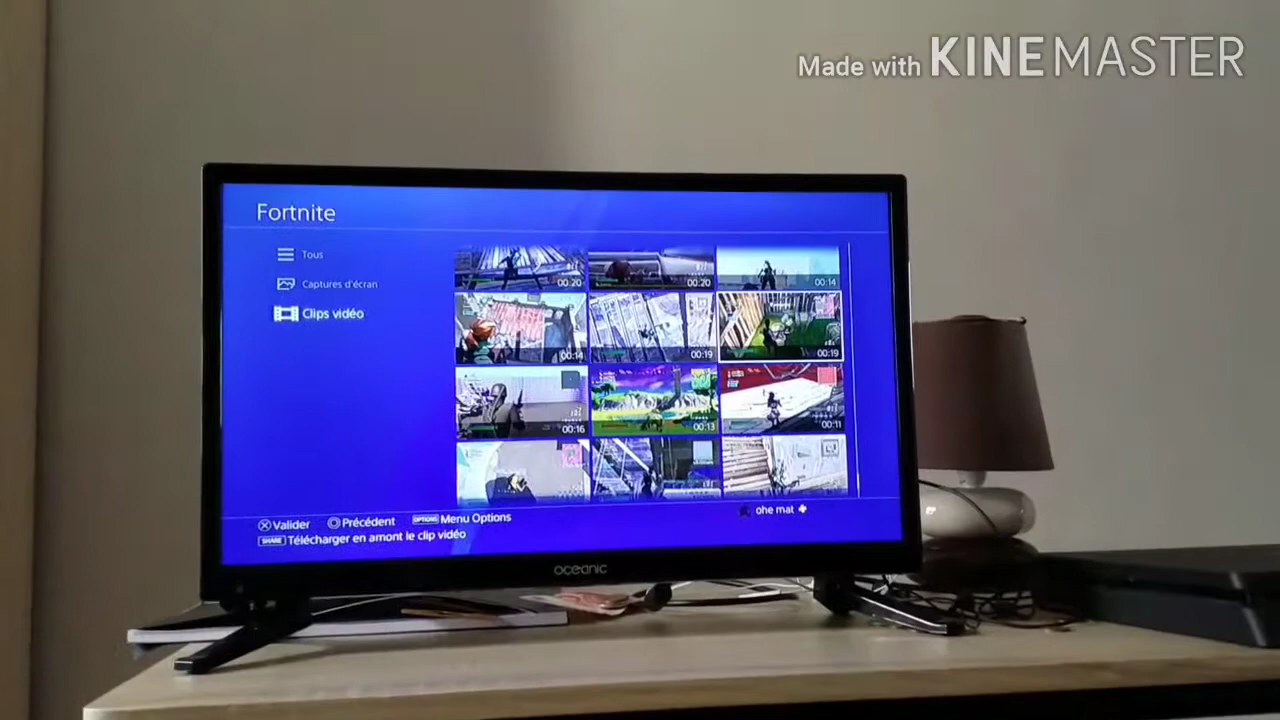 Made with KINEMASTER
Fortnite
Tous
Captures d'écran
Clips vidéo
00:20
00:20
00:14
00:14
00:19
00:19
00:16
00:13
00:11
ohe mat
Valider
Précédent
OPTIONS Menu Options
SHARE Télécharger en amont le clip vidéo
oceanic